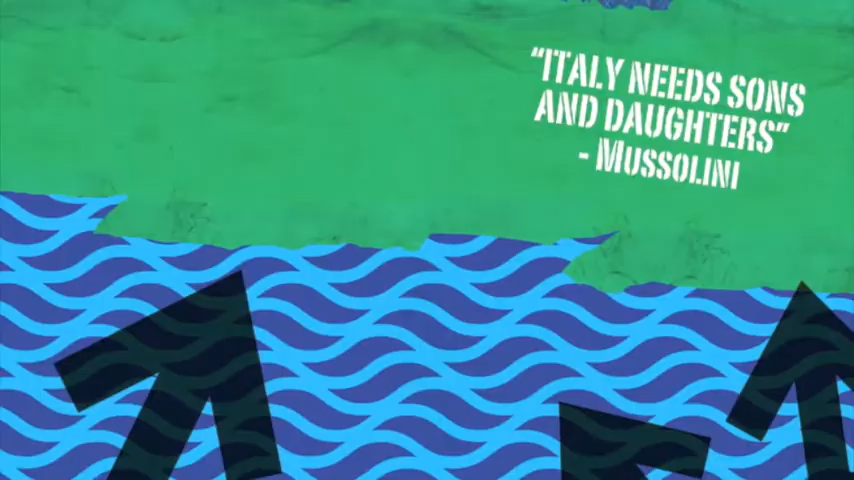 “ITALY NEEDS SONS
AND DAUGHTERS”
- MUSSOLINI